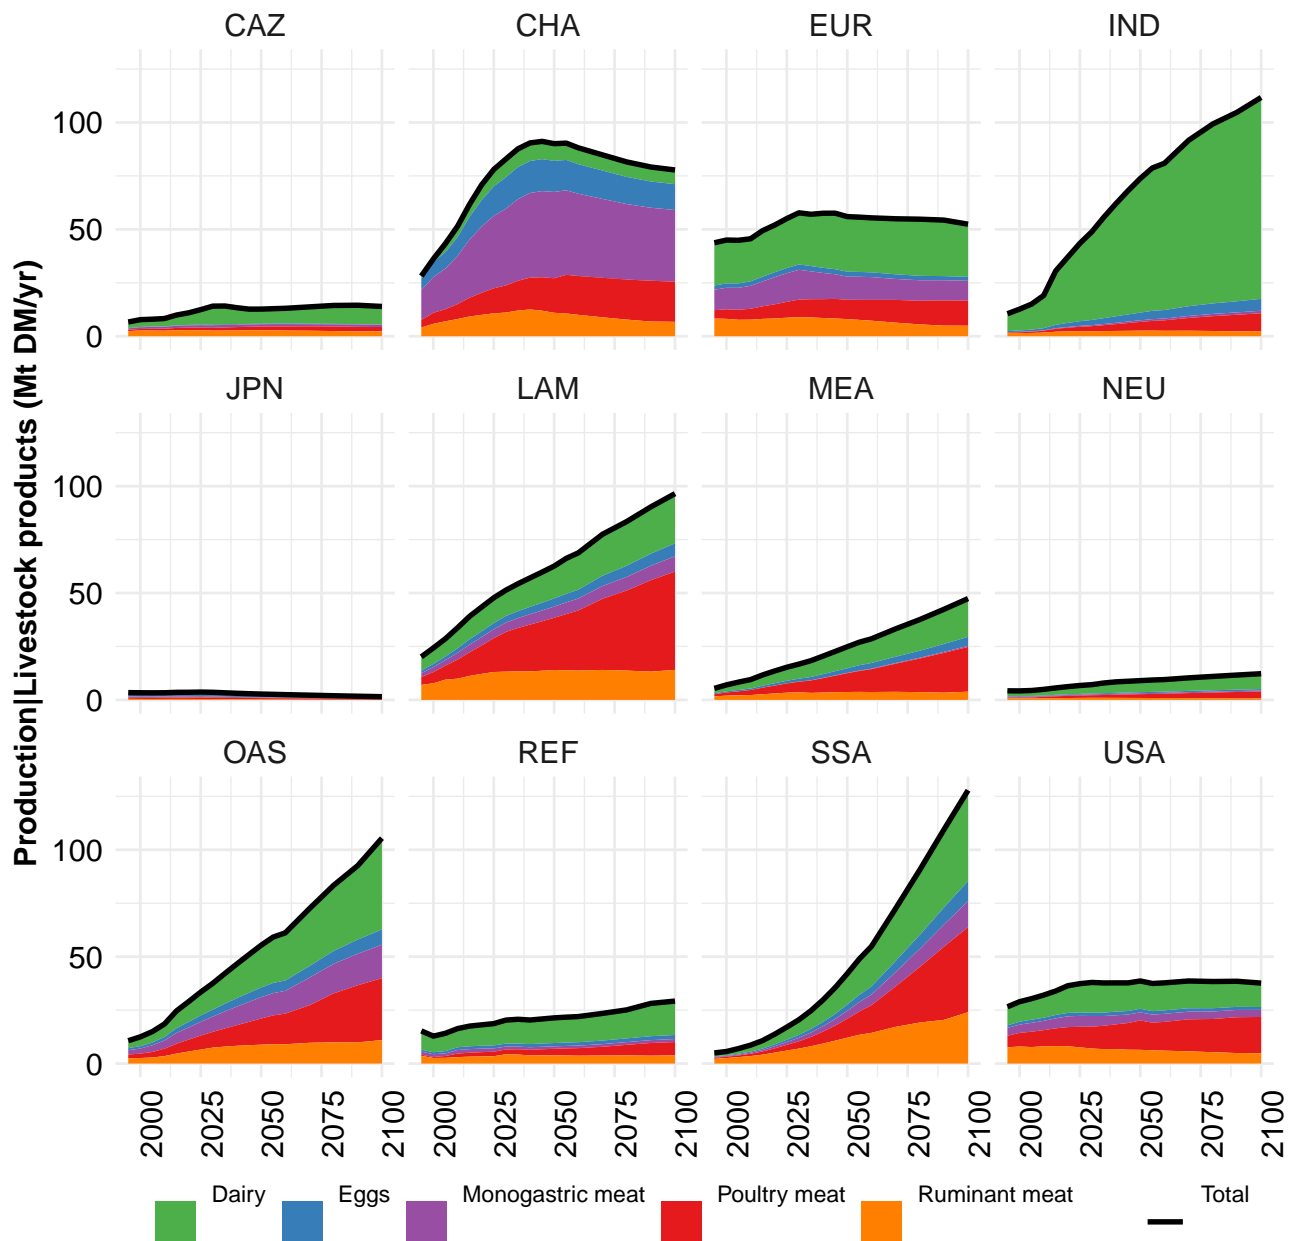 CAZ CHA EUR IND
100
50
0
JPN LAM MEA NEU
100
50
0
OAS REF SSA USA
100
50
0
Production|Livestock products (Mt DM/yr)
2000 2025 2050 2075 2100 2000 2025 2050 2075 2100 2000 2025 2050 2075 2100 2000 2025 2050 2075 2100
Dairy Eggs Monogastric meat Poultry meat Ruminant meat Total